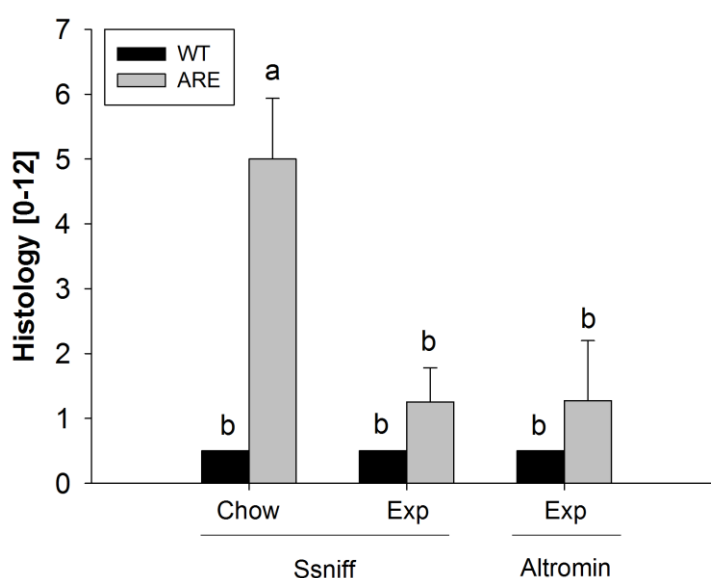 7
WT
ARE
a
6
5
4
Histology [0-12]
3
2
b
b
1
b
b
b
0
Chow
Exp
Exp
Ssniff
Altromin